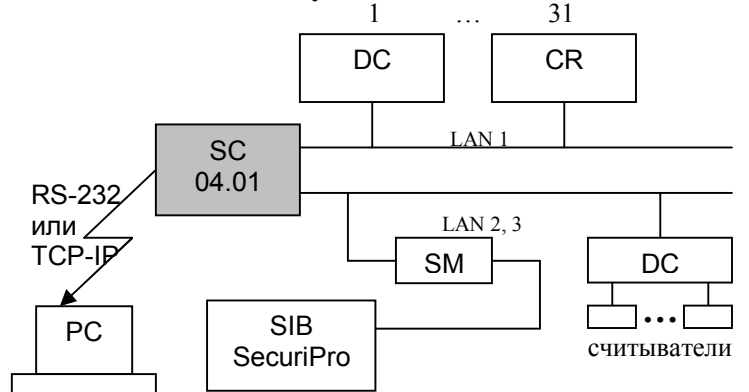 1 … 31
DC
CR
LAN 1
SC
04.01
RS-232
или
TCP-IP
LAN 2, 3
SM
DC
PC
SIB
SecuriPro
...
считыватели